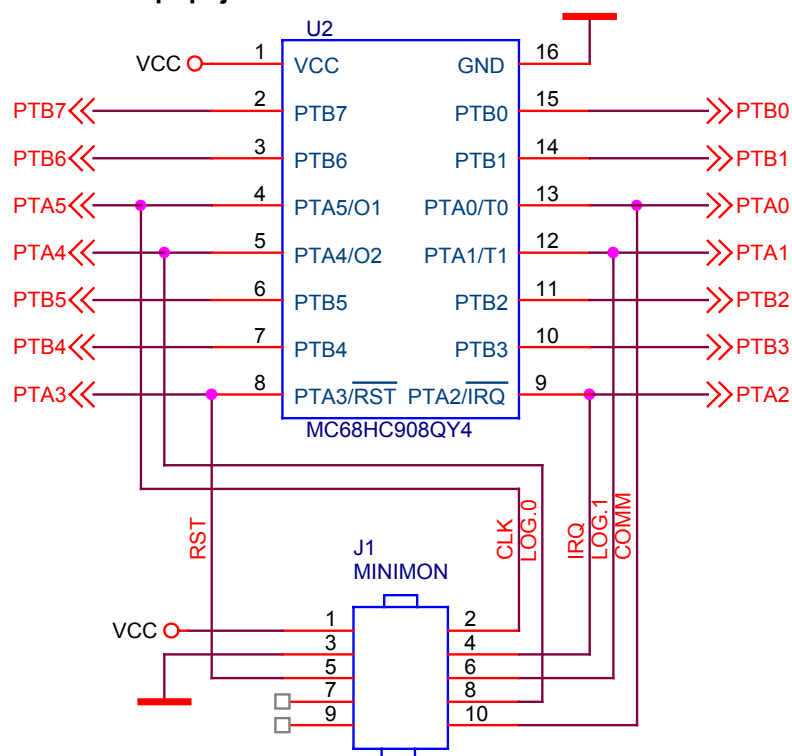 U2
VCC 1 VCC GND 16
PTB7 2 PTB7 PTB0 15 PTB0
PTB6 3 PTB6 PTB1 14 PTB1
PTA5 4 PTA5/O1 PTA0/T0 13 PTA0
PTA4 5 PTA4/O2 PTA1/T1 12 PTA1
PTB5 6 PTB5 PTB2 11 PTB2
PTB4 7 PTB4 PTB3 10 PTB3
PTA3 8 PTA3/RST PTA2/IRQ 9 PTA2
MC68HC908QY4
RST
CLK
LOG.0
IRQ
LOG.1
COMM
J1
MINIMON
VCC 1 2
3 4
5 6
7 8
9 10